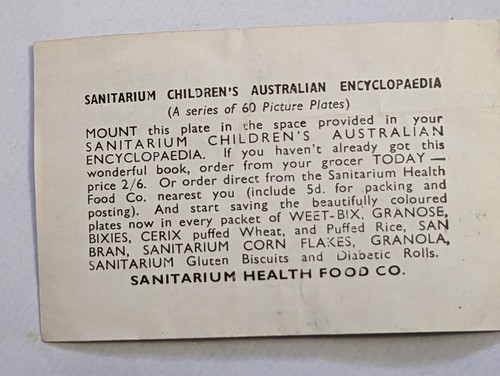 SANITARIUM CHILDREN'S AUSTRALIAN ENCYCLOPAEDIA
(A series of 60 Picture Plates)
MOUNT this plate in the space provided in your
SANITARIUM CHILDREN'S AUSTRALIAN
ENCYCLOPAEDIA. If you haven't already got this
wonderful book, order from your grocer TODAY —
price 2/6. Or order direct from the Sanitarium Health
Food Co. nearest you (include 5d. for packing and
posting). And start saving the beautifully coloured
plates now in every packet of WEET-BIX, GRANOSE,
BIXIES, CERIX puffed Wheat, and Puffed Rice, SAN
BRAN, SANITARIUM CORN FLAKES, GRANOLA,
SANITARIUM Gluten Biscuits and Diabetic Rolls.
SANITARIUM HEALTH FOOD CO.